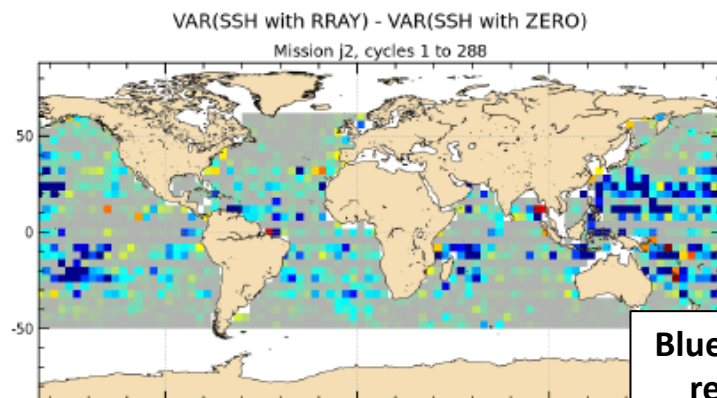 VAR(SSH with RRAY) - VAR(SSH with ZERO)
Mission j2, cycles 1 to 288
50
0
-50
Blue
re